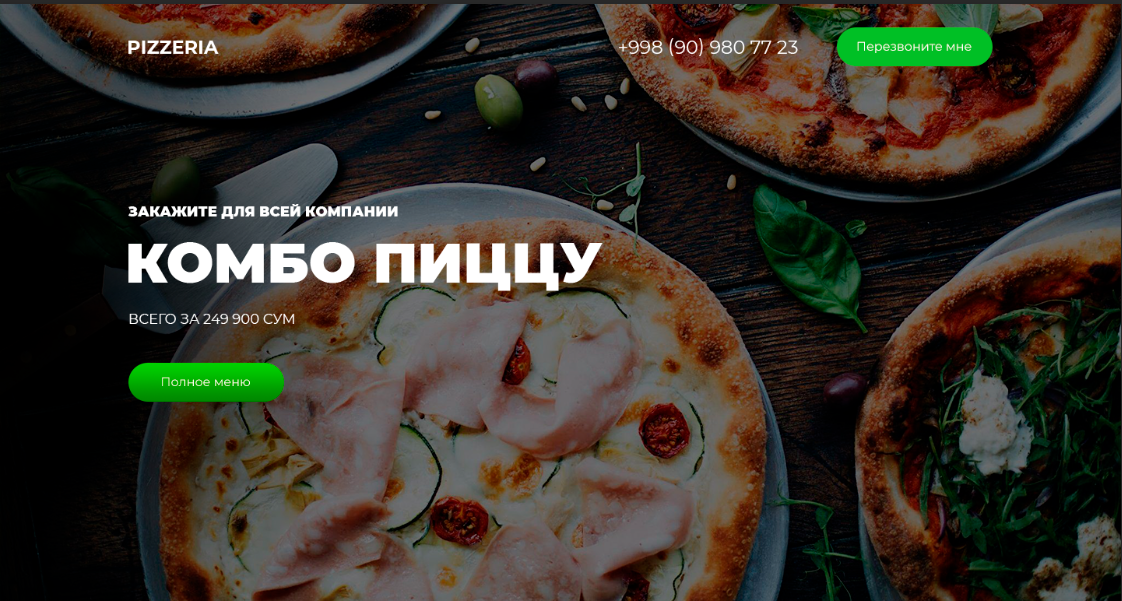 PIZZERIA
+998 (90) 980 77 23
Перезвоните мне
ЗАКАЖИТЕ ДЛЯ ВСЕЙ КОМПАНИИ
КОМБО ПИЦЦУ
ВСЕГО ЗА 249 900 СУМ
Полное меню